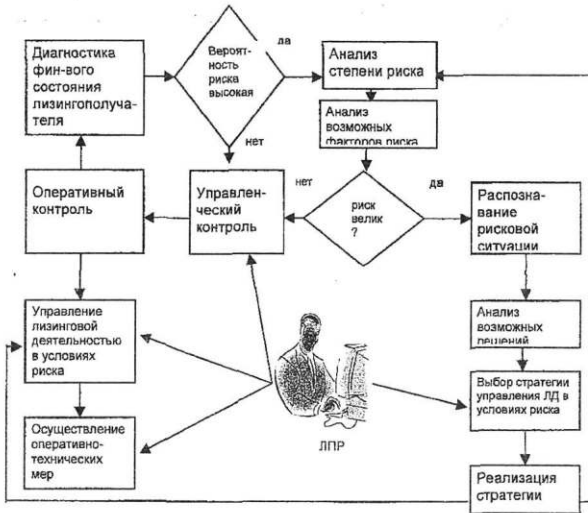 Диагностика
фин-вого
состояния
лизингополуча-
теля
Вероят-
ность
риска
высокая
да
Анализ
степени риска
Анализ
возможных
факторов риска
нет
Оперативный
контроль
Управлен-
ческий
контроль
нет
риск
велик
?
да
Распозна-
вание
рисковой
ситуации
Управление
лизинговой
деятельностью
в условиях
риска
Анализ
возможных
решений
Осуществление
оперативно-
технических
мер
ЛПР
Выбор стратегии
управления ЛД в
условиях риска
Реализация
стратегии